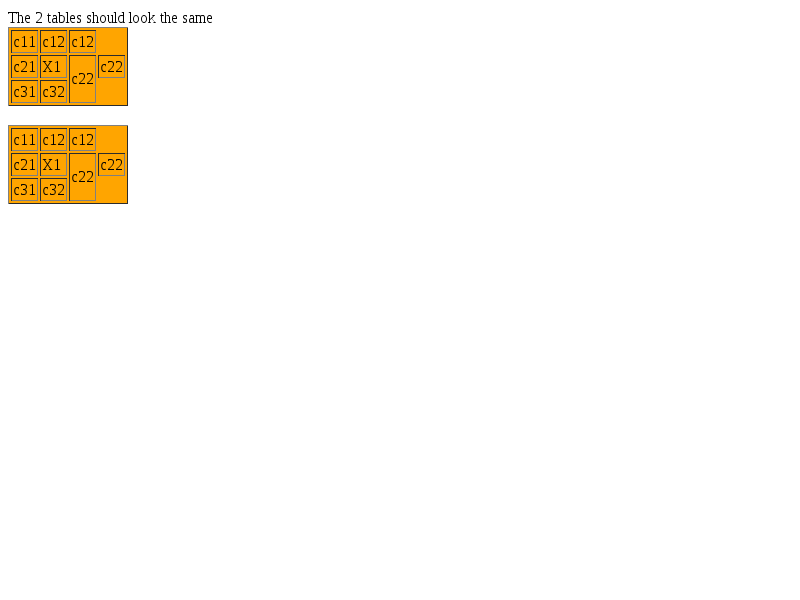 The 2 tables should look the same
c11 c12 c12
c21 X1 c22 c22
c31 c32
c11 c12 c12
c21 X1 c22 c22
c31 c32